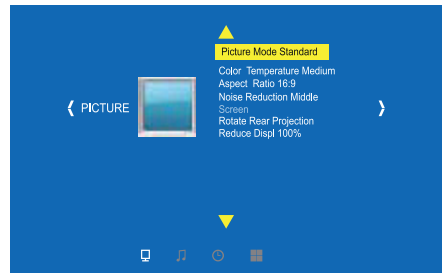 PICTURE
Picture Mode Standard
Color Temperature Medium
Aspect Ratio 16:9
Noise Reduction Middle
Screen
Rotate Rear Projection
Reduce Displ 100%